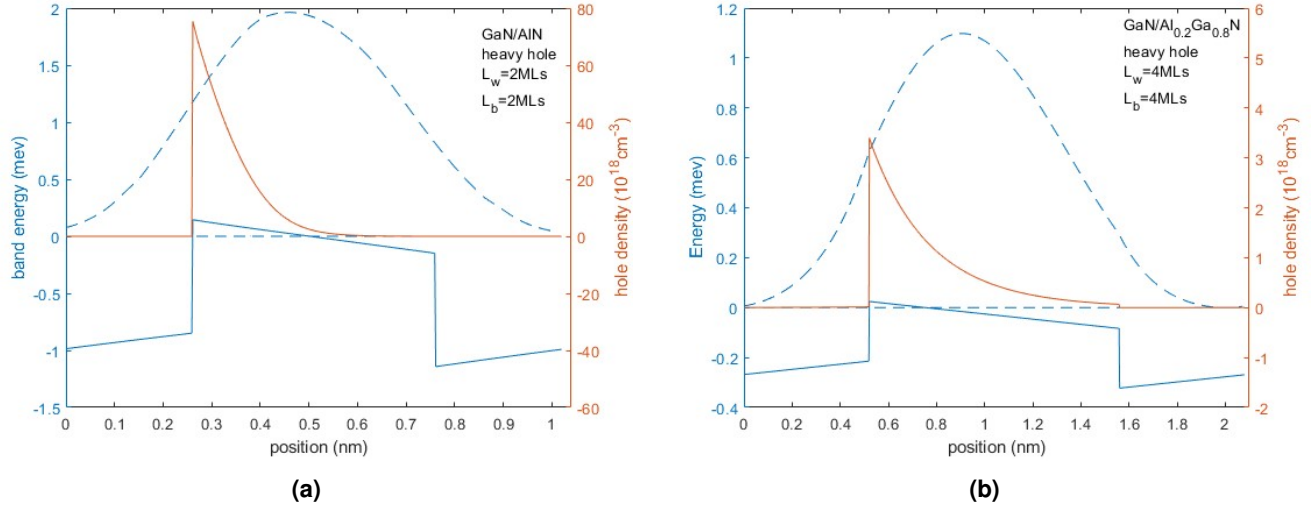 2
1.5
1
0.5
0
-0.5
-1
-1.5
band energy (mev)
80
60
40
20
0
-20
-40
-60
hole density (10^18cm^-3)
GaN/AlN
heavy hole
L_w=2MLs
L_b=2MLs
0 0.1 0.2 0.3 0.4 0.5 0.6 0.7 0.8 0.9 1
position (nm)
(a)
1.2
1
0.8
0.6
0.4
0.2
0
-0.2
-0.4
Energy (mev)
6
5
4
3
2
1
0
-1
-2
hole density (10^18cm^-3)
GaN/Al_0.2Ga_0.8N
heavy hole
L_w=4MLs
L_b=4MLs
0 0.2 0.4 0.6 0.8 1 1.2 1.4 1.6 1.8 2
position (nm)
(b)